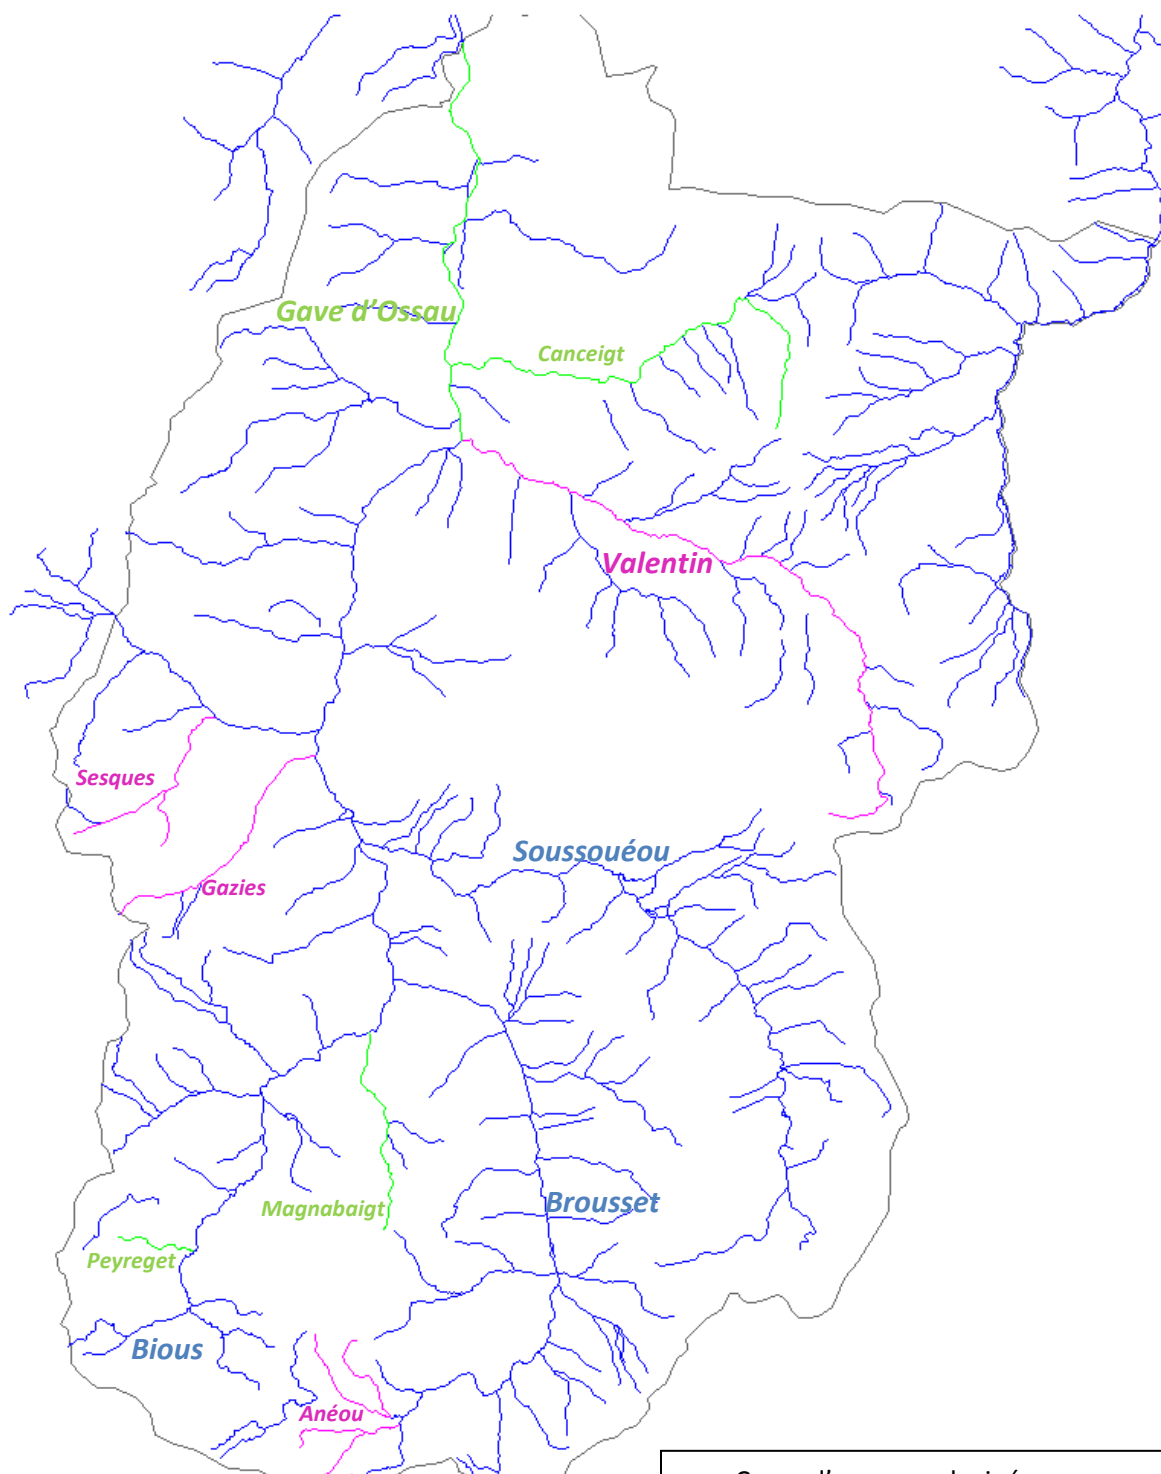 Gave d'Ossau
Canceigt
Valentin
Sesques
Soussouéou
Gazies
Brousset
Magnabaigt
Peyreget
Bious
Anéou